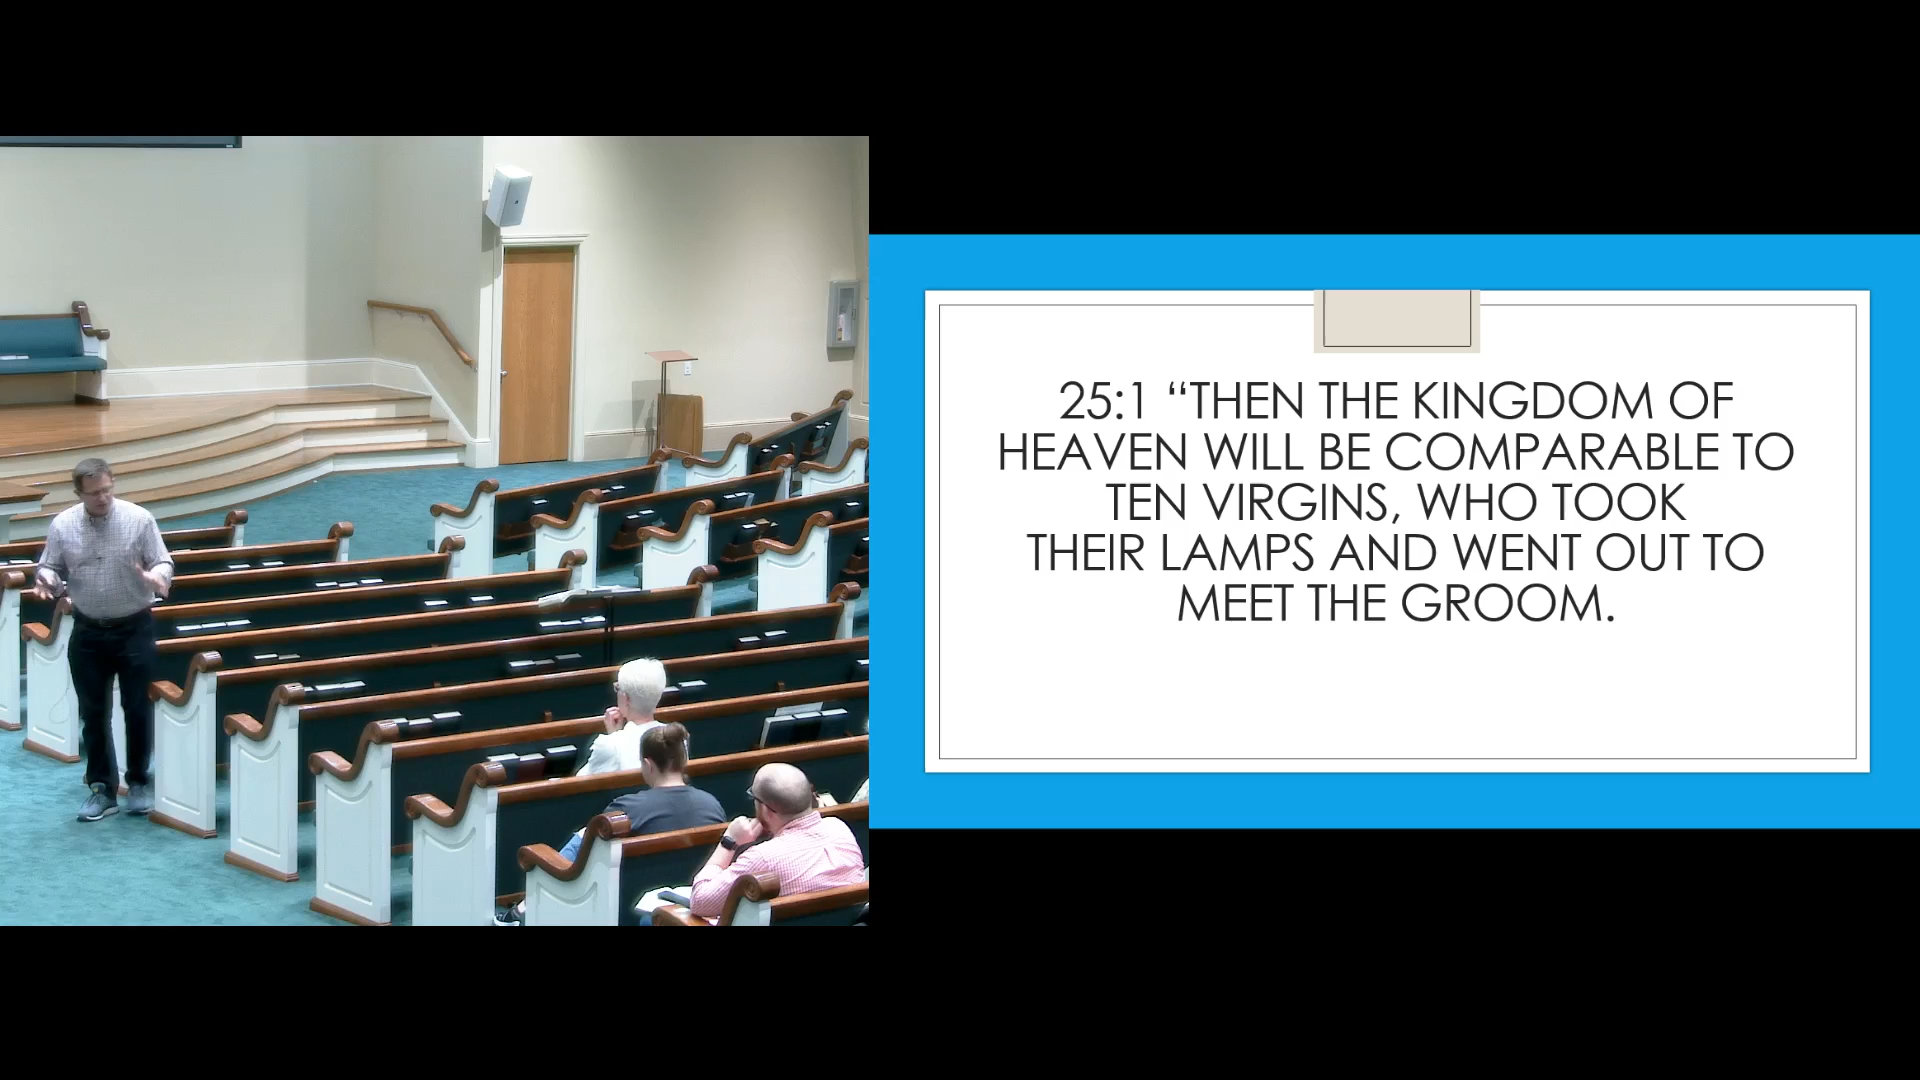 25:1 “THEN THE KINGDOM OF
HEAVEN WILL BE COMPARABLE TO
TEN VIRGINS, WHO TOOK
THEIR LAMPS AND WENT OUT TO
MEET THE GROOM.